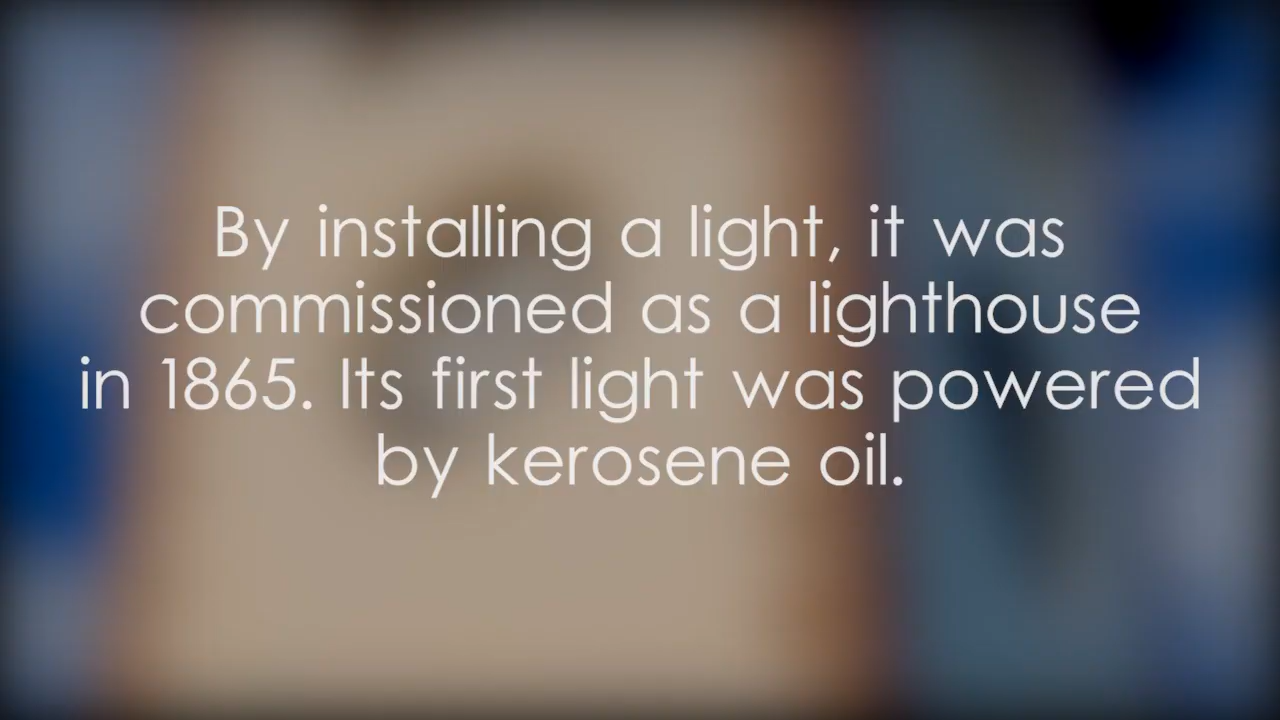 By installing a light, it was
commissioned as a lighthouse
in 1865. Its first light was powered
by kerosene oil.